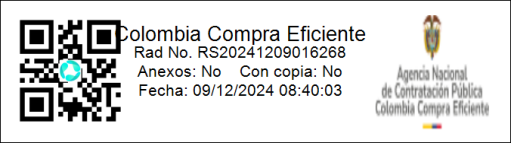 Colombia Compra Eficiente
Rad No. RS20241209016268
Anexos: No Con copia: No
Fecha: 09/12/2024 08:40:03
Agencia Nacional
de Contratación Pública
Colombia Compra Eficiente